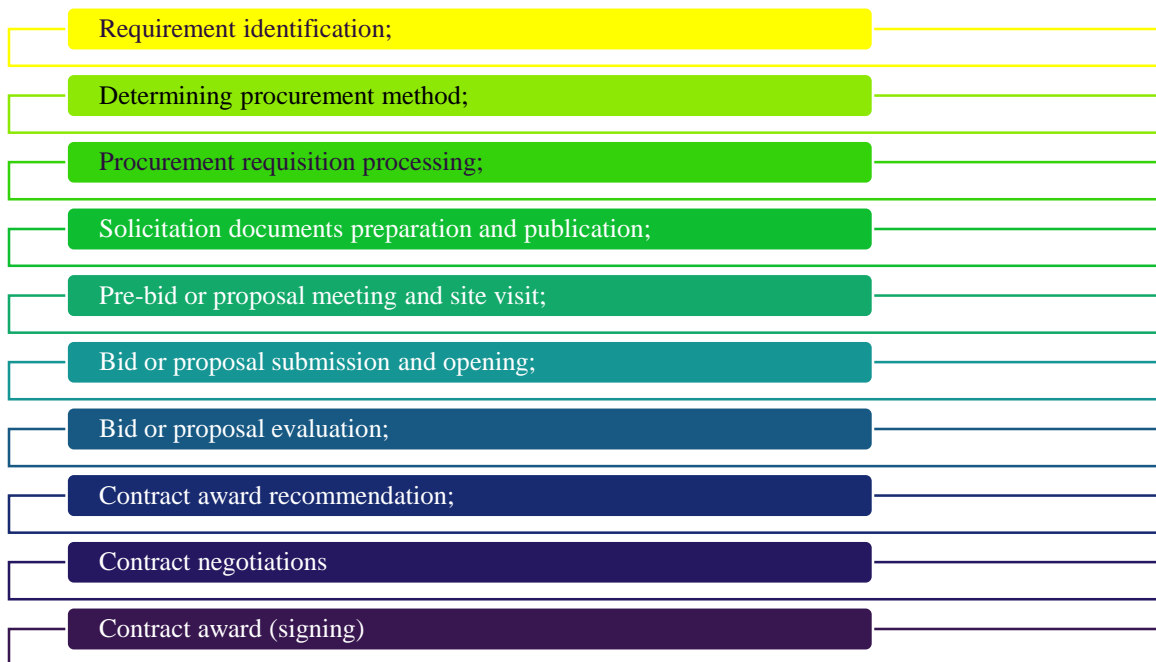 Requirement identification;
Determining procurement method;
Procurement requisition processing;
Solicitation documents preparation and publication;
Pre-bid or proposal meeting and site visit;
Bid or proposal submission and opening;
Bid or proposal evaluation;
Contract award recommendation;
Contract negotiations
Contract award (signing)